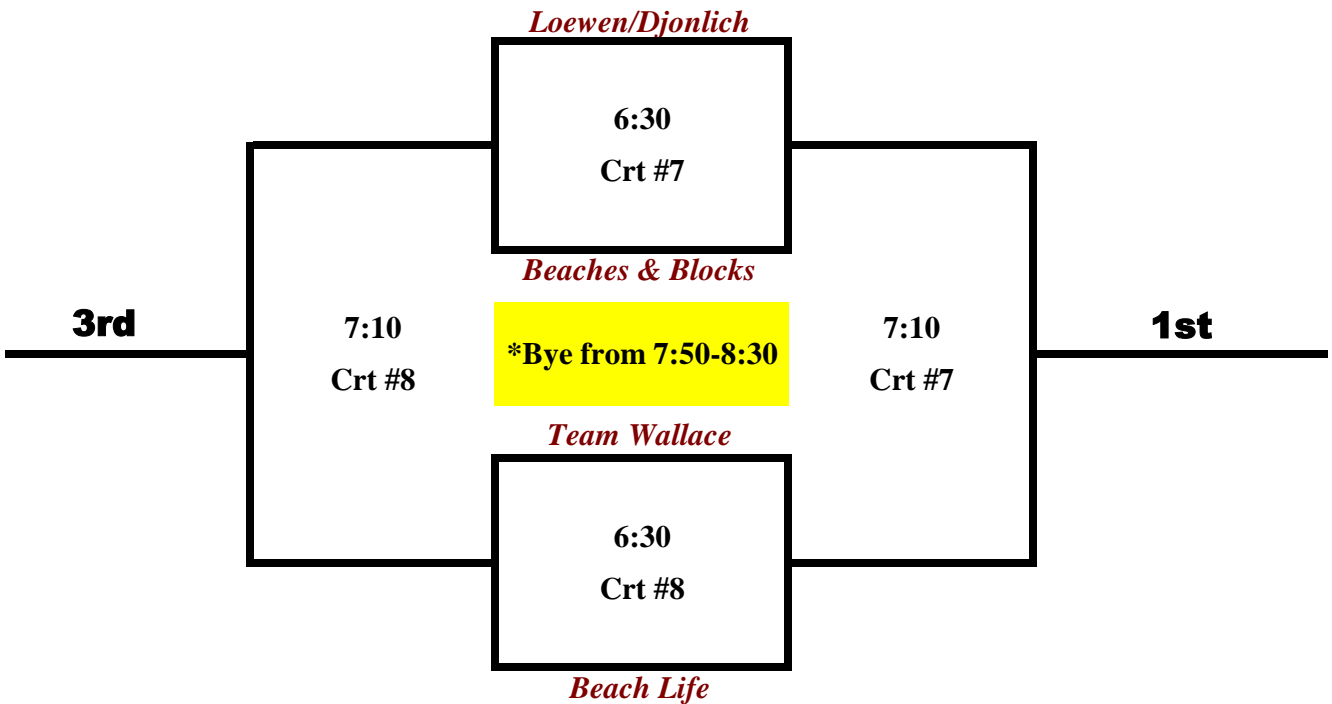 Loewen/Djonlich
6:30
Crt #7
Beaches & Blocks
3rd
7:10
Crt #8
*Bye from 7:50-8:30
7:10
Crt #7
1st
Team Wallace
6:30
Crt #8
Beach Life